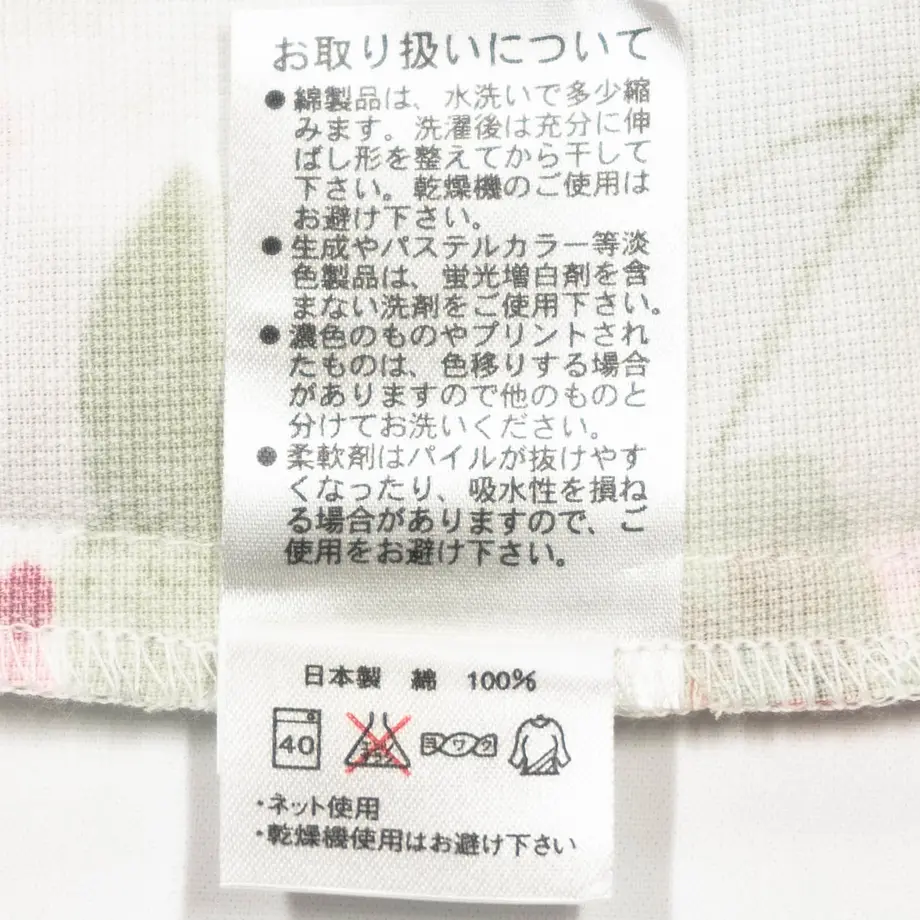 お取り扱いについて
●綿製品は、水洗いで多少縮
みます。洗濯後は充分に伸
ばし形を整えてから干して
下さい。乾燥機のご使用は
お避け下さい。
●生成やパステルカラー等淡
色製品は、蛍光増白剤を含
まない洗剤をご使用下さい。
●濃色のものやプリントされ
たものは、色移りする場合
がありますので他のものと
分けてお洗いください。
●柔軟剤はパイルが抜けやす
くなったり、吸水性を損ね
る場合がありますので、ご
使用をお避け下さい。
日本製 綿 100%
40 ヨワク
・ネット使用
・乾燥機使用はお避け下さい